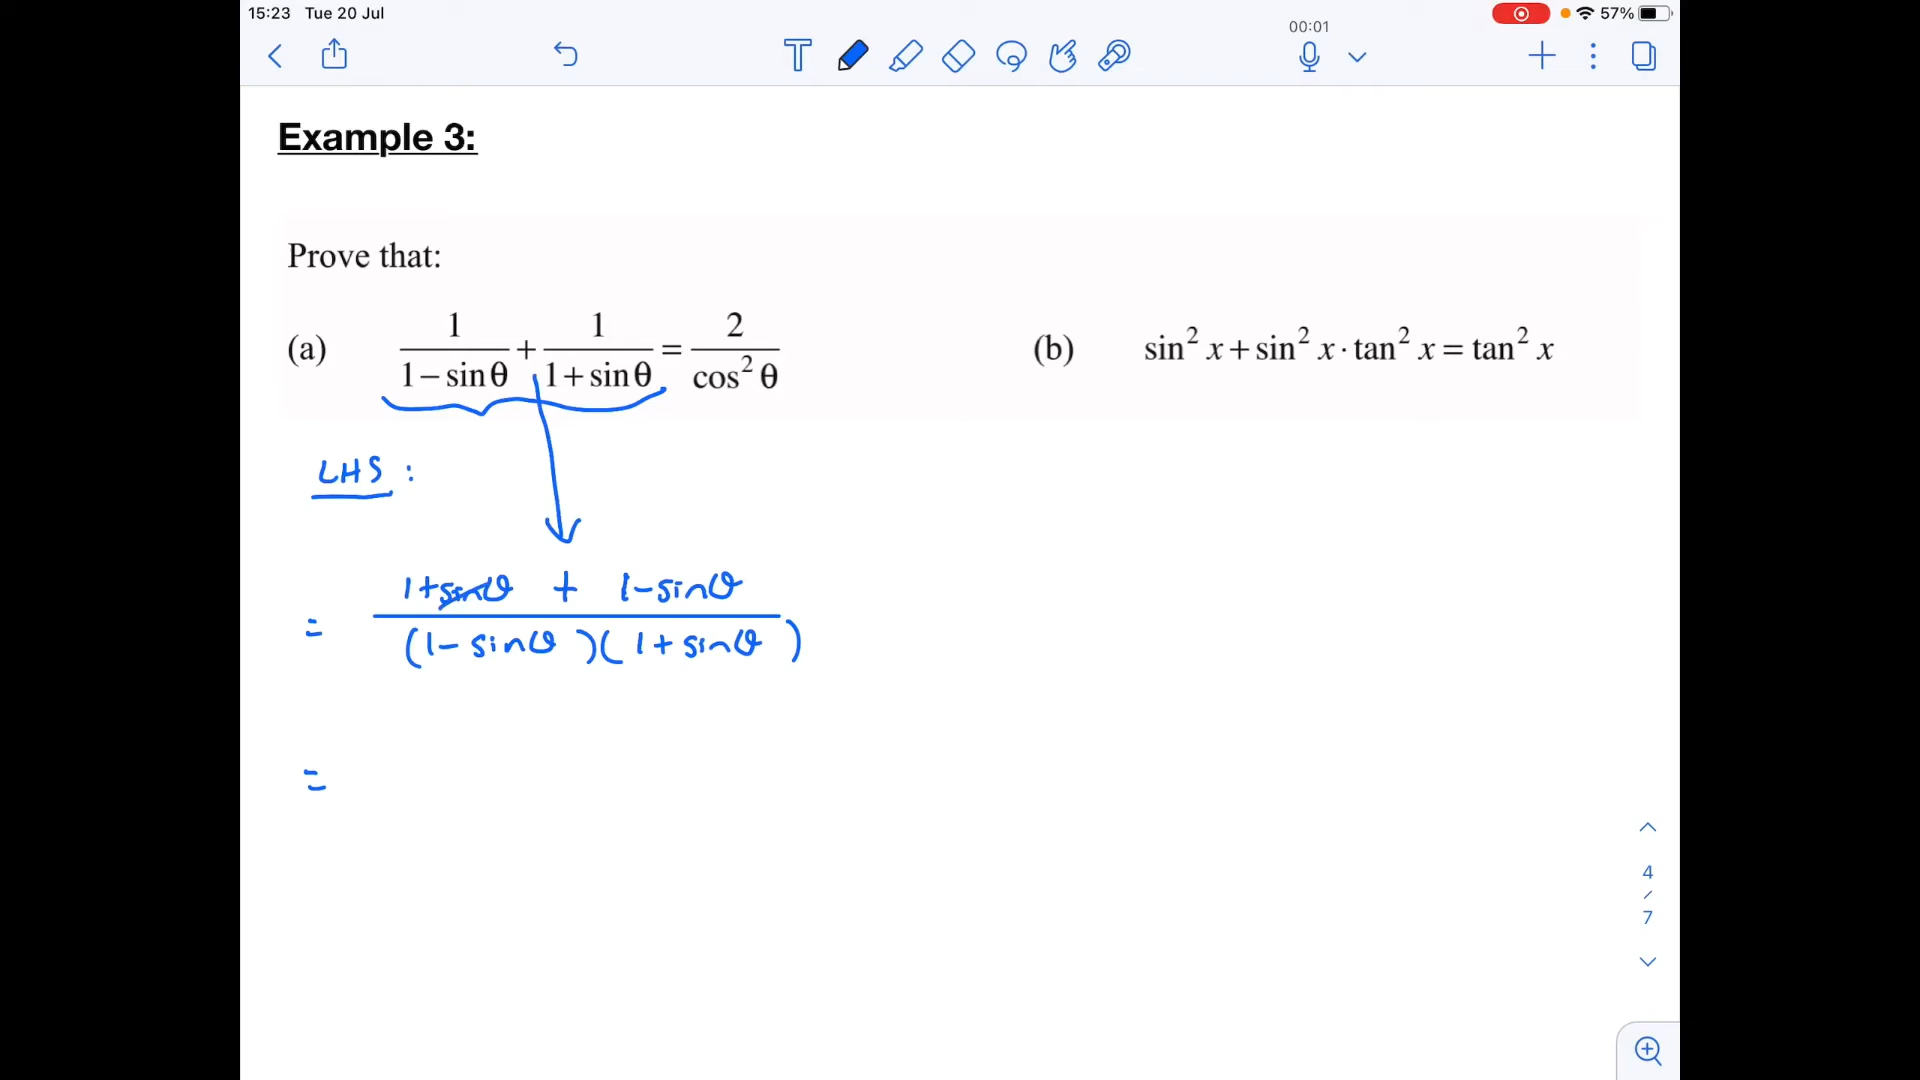 15:23 Tue 20 Jul
57%
00:01
T
Example 3:
Prove that:
(a) 1/(1 − sin θ) + 1/(1 + sin θ) = 2/cos² θ
(b) sin² x + sin² x · tan² x = tan² x
LHS :
= (1 + sinθ + 1 − sinθ)/((1 − sinθ)(1 + sinθ))
=
4
/
7